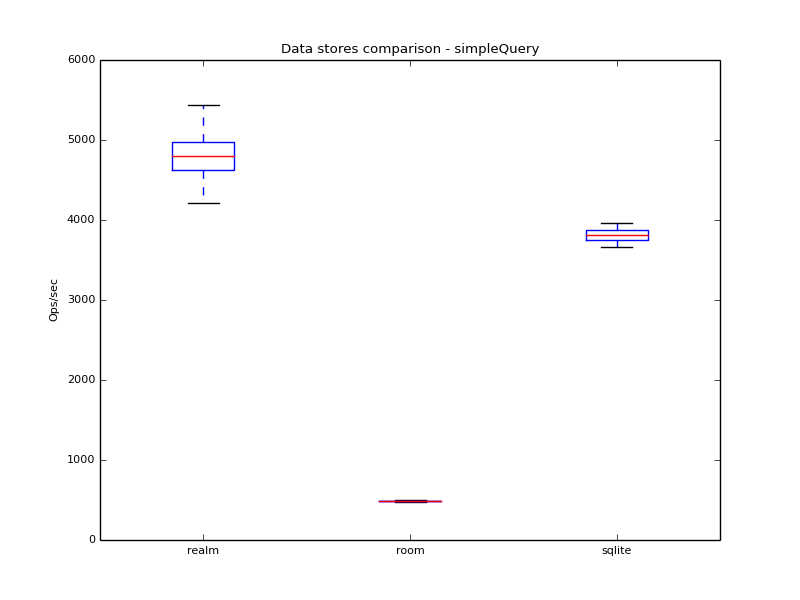 Data stores comparison - simpleQuery
6000
5000
4000
3000
2000
1000
0
Ops/sec
realm
room
sqlite